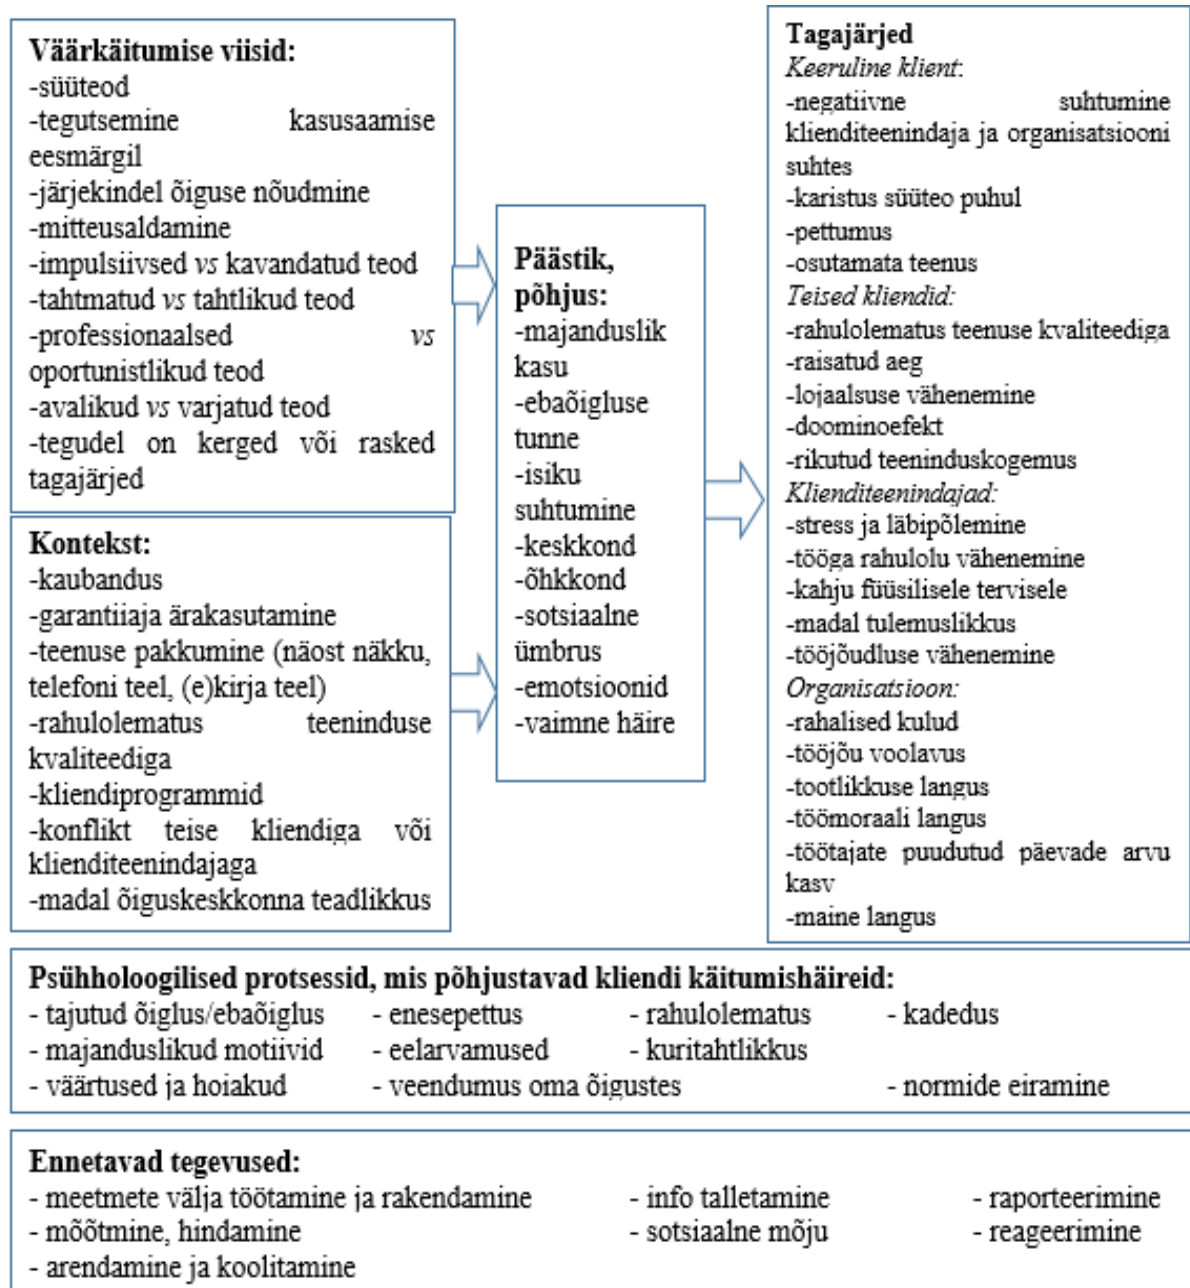 Väärkäitumise viisid:
-süüteod
-tegutsemine kasusaamise
eesmärgil
-järjekindel õiguse nõudmine
-mitteusaldamine
-impulsiivsed vs kavandatud teod
-tahtmatud vs tahtlikud teod
-professionaalsed vs
oportunistlikud teod
-avalikud vs varjatud teod
-tegudel on kerged või rasked
tagajärjed
Kontekst:
-kaubandus
-garantiiaja ärakasutamine
-teenuse pakkumine (näost näkku,
telefoni teel, (e)kirja teel)
-rahulolematus teeninduse
kvaliteediga
-kliendiprogrammid
-konflikt teise kliendiga või
klienditeenindajaga
-madal õiguskeskkonna teadlikkus
Päästik,
põhjus:
-majanduslik
kasu
-ebaõigluse
tunne
-isiku
suhtumine
-keskkond
-õhkkond
-sotsiaalne
ümbrus
-emotsioonid
-vaimne häire
Tagajärjed
Keeruline klient:
-negatiivne suhtumine
klienditeenindaja ja organisatsiooni
suhtes
-karistus süüteo puhul
-pettumus
-osutamata teenus
Teised kliendid:
-rahulolematus teenuse kvaliteediga
-raisatud aeg
-lojaalsuse vähenemine
-doominoefekt
-rikutud teeninduskogemus
Klienditeenindajad:
-stress ja läbipõlemine
-tööga rahulolu vähenemine
-kahju füüsilisele tervisele
-madal tulemuslikkus
-tööjõudluse vähenemine
Organisatsioon:
-rahalised kulud
-tööjõu voolavus
-tootlikkuse langus
-töömoraali langus
-töötajate puudutud päevade arvu
kasv
-maine langus
Psühholoogilised protsessid, mis põhjustavad kliendi käitumishäireid:
- tajutud õiglus/ebaõiglus - enesepettus - rahulolematus - kadedus
- majanduslikud motiivid - eelarvamused - kuritahtlikkus
- väärtused ja hoiakud - veendumus oma õigustes - normide eiramine
Ennetavad tegevused:
- meetmete välja töötamine ja rakendamine - info talletamine - raporteerimine
- mõõtmine, hindamine - sotsiaalne mõju - reageerimine
- arendamine ja koolitamine